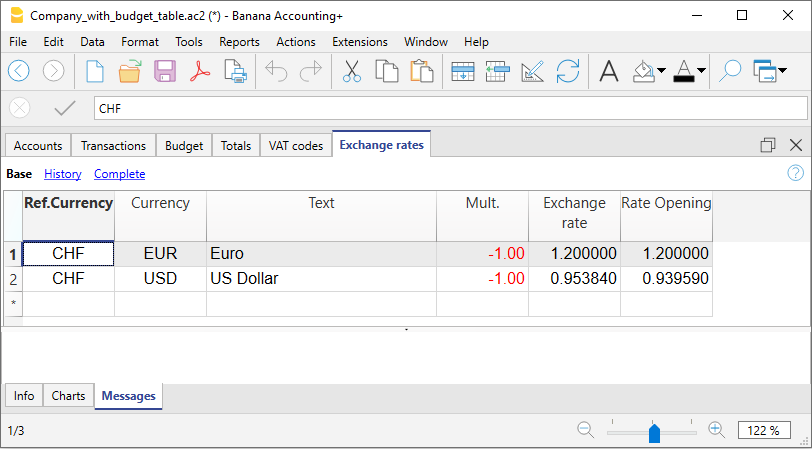 Company_with_budget_table.ac2 (*) - Banana Accounting+
File Edit Data Format Tools Reports Actions Extensions Window Help
CHF
Accounts Transactions Budget Totals VAT codes Exchange rates
Base History Complete
Ref.Currency Currency Text Mult. Exchange rate Rate Opening
1 CHF EUR Euro -1.00 1.200000 1.200000
2 CHF USD US Dollar -1.00 0.953840 0.939590
*
Info Charts Messages
1/3 122 %